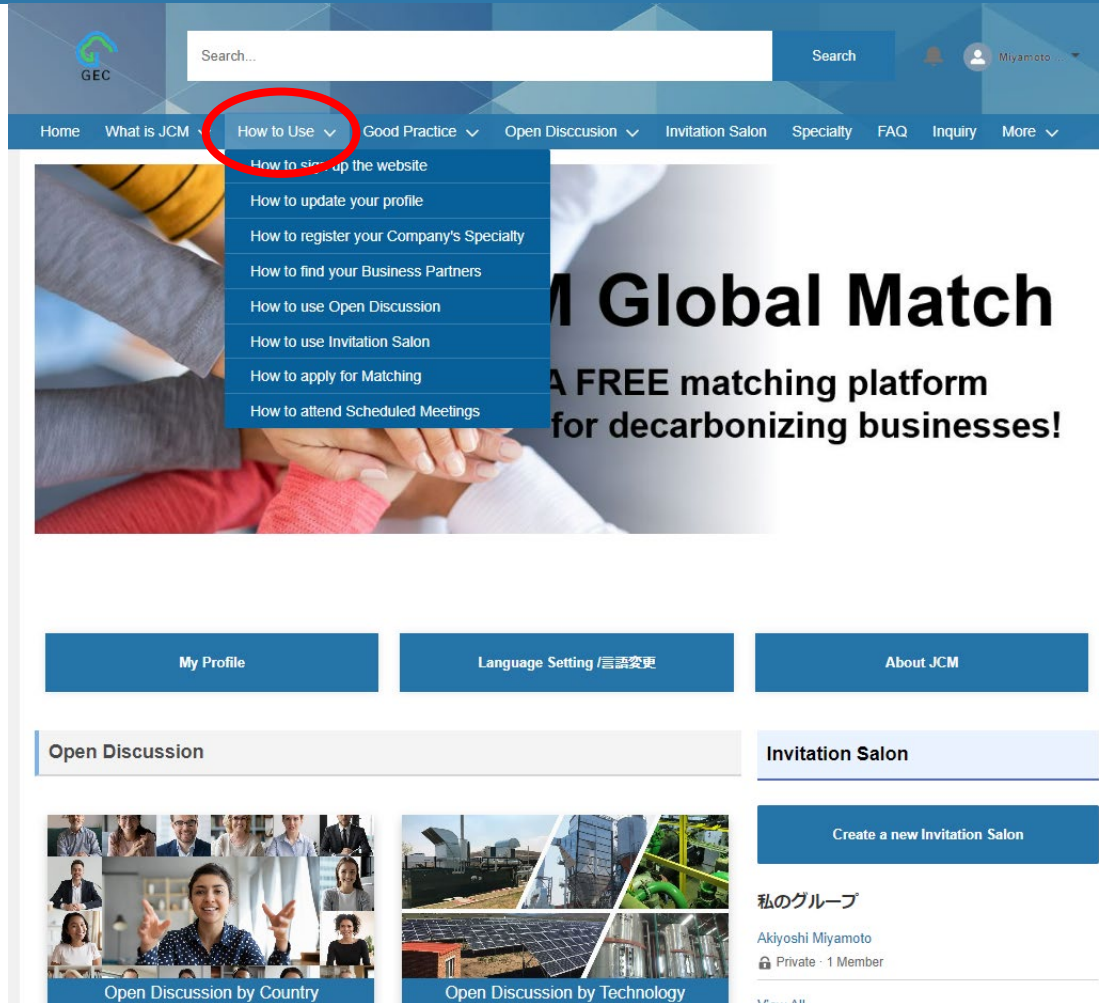 GEC
Search...
Search
Miyamoto ...
Home What is JCM How to Use Good Practice Open Disccusion Invitation Salon Specialty FAQ Inquiry More
How to sign up the website
How to update your profile
How to register your Company's Specialty
How to find your Business Partners
How to use Open Discussion
How to use Invitation Salon
How to apply for Matching
How to attend Scheduled Meetings
M Global Match
A FREE matching platform
for decarbonizing businesses!
My Profile
Language Setting /言語変更
About JCM
Open Discussion
Invitation Salon
Create a new Invitation Salon
私のグループ
Akiyoshi Miyamoto
Private · 1 Member
View All
Open Discussion by Country
Open Discussion by Technology